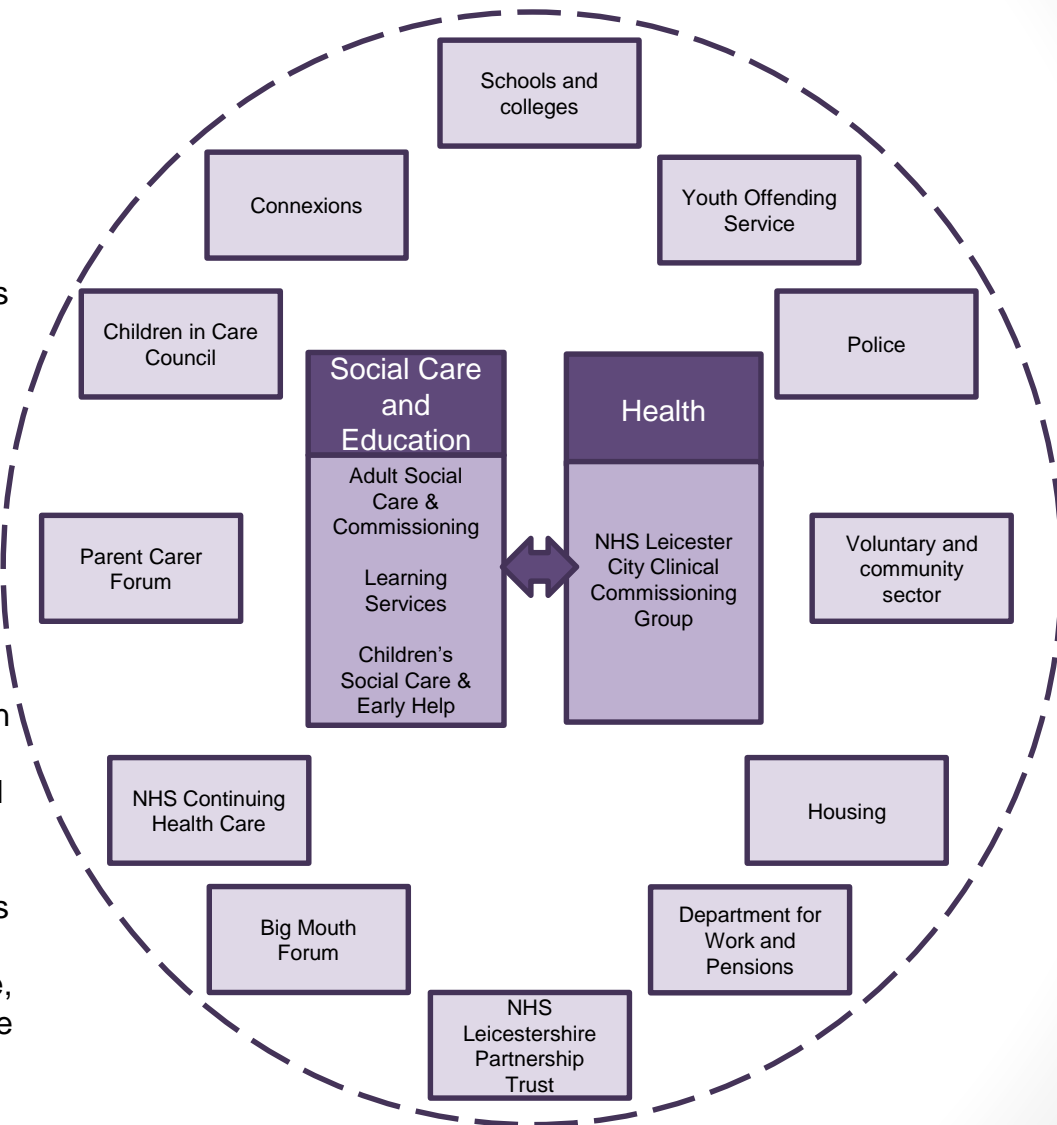 Schools and
colleges
Connexions
Youth Offending
Service
s
Children in Care
Council
Police
Social Care
and
Education
Adult Social
Care &
Commissioning
Learning
Services
Children’s
Social Care &
Early Help
Health
NHS Leicester
City Clinical
Commissioning
Group
Parent Carer
Forum
Voluntary and
community
sector
NHS Continuing
Health Care
Housing
s
Big Mouth
Forum
Department for
Work and
Pensions
e,
e
NHS
Leicestershire
Partnership
Trust